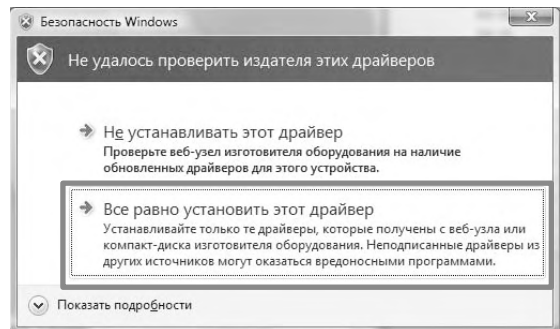 Безопасность Windows
Не удалось проверить издателя этих драйверов
Не устанавливать этот драйвер
Проверьте веб-узел изготовителя оборудования на наличие
обновленных драйверов для этого устройства.
Все равно установить этот драйвер
Устанавливайте только те драйверы, которые получены с веб-узла или
компакт-диска изготовителя оборудования. Неподписанные драйверы из
других источников могут оказаться вредоносными программами.
Показать подробности